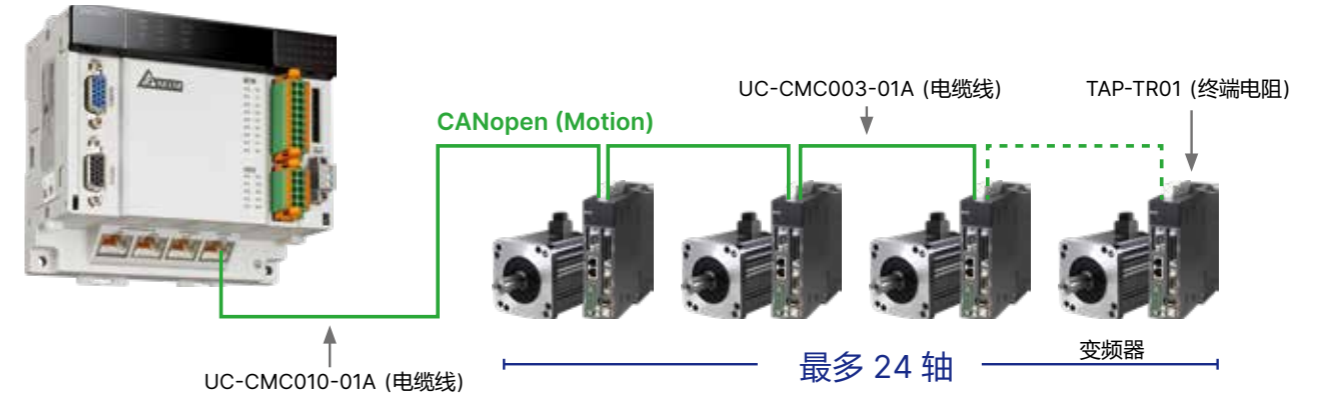 UC-CMC003-01A (电缆线)
TAP-TR01 (终端电阻)
CANopen (Motion)
变频器
最多 24 轴
UC-CMC010-01A (电缆线)